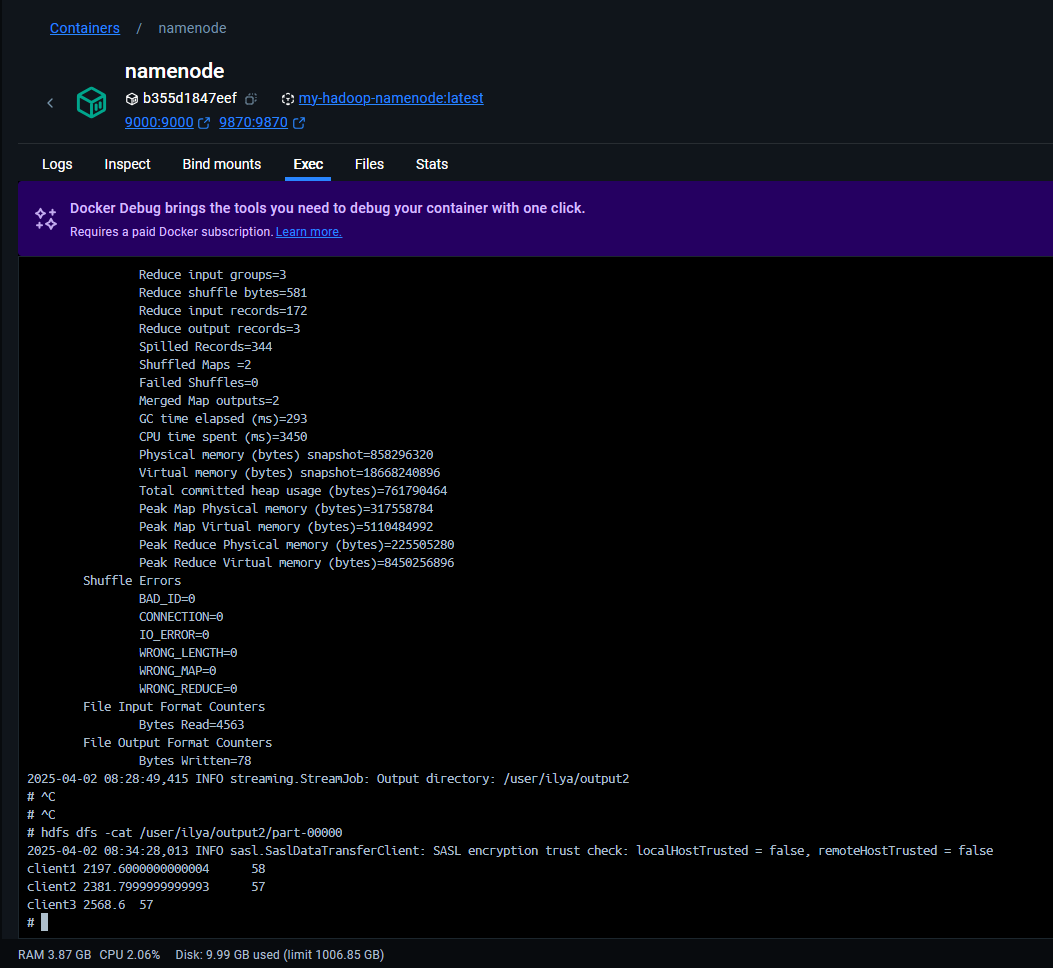 Containers / namenode
namenode
b355d1847eef my-hadoop-namenode:latest
9000:9000 9870:9870
Logs Inspect Bind mounts Exec Files Stats
Docker Debug brings the tools you need to debug your container with one click.
Requires a paid Docker subscription. Learn more.
Reduce input groups=3
Reduce shuffle bytes=581
Reduce input records=172
Reduce output records=3
Spilled Records=344
Shuffled Maps =2
Failed Shuffles=0
Merged Map outputs=2
GC time elapsed (ms)=293
CPU time spent (ms)=3450
Physical memory (bytes) snapshot=858296320
Virtual memory (bytes) snapshot=18668240896
Total committed heap usage (bytes)=761790464
Peak Map Physical memory (bytes)=317558784
Peak Map Virtual memory (bytes)=5110484992
Peak Reduce Physical memory (bytes)=225505280
Peak Reduce Virtual memory (bytes)=8450256896
Shuffle Errors
BAD_ID=0
CONNECTION=0
IO_ERROR=0
WRONG_LENGTH=0
WRONG_MAP=0
WRONG_REDUCE=0
File Input Format Counters
Bytes Read=4563
File Output Format Counters
Bytes Written=78
2025-04-02 08:28:49,415 INFO streaming.StreamJob: Output directory: /user/ilya/output2
# ^C
# ^C
# hdfs dfs -cat /user/ilya/output2/part-00000
2025-04-02 08:34:28,013 INFO sasl.SaslDataTransferClient: SASL encryption trust check: localHostTrusted = false, remoteHostTrusted = false
client1 2197.6000000000004 58
client2 2381.7999999999993 57
client3 2568.6 57
#
RAM 3.87 GB CPU 2.06% Disk: 9.99 GB used (limit 1006.85 GB)